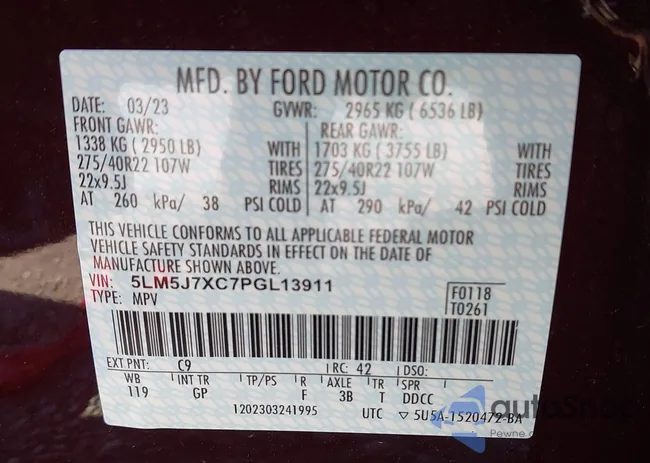 MFD. BY FORD MOTOR CO.
DATE: 03/23 GVWR: 2965 KG ( 6536 LB)
FRONT GAWR: REAR GAWR:
1338 KG ( 2950 LB) WITH 1703 KG ( 3755 LB) WITH
275/40R22 107W TIRES 275/40R22 107W TIRES
22x9.5J RIMS 22x9.5J RIMS
AT 260 kPa/ 38 PSI COLD AT 290 kPa/ 42 PSI COLD
THIS VEHICLE CONFORMS TO ALL APPLICABLE FEDERAL MOTOR
VEHICLE SAFETY STANDARDS IN EFFECT ON THE DATE OF
MANUFACTURE SHOWN ABOVE.
VIN: 5LM5J7XC7PGL13911
TYPE: MPV
F0118
T0261
EXT PNT: C9 RC: 42 DSO:
WB INT TR TP/PS R AXLE TR SPR
119 GP F 3B T DDCC
1202303241995 UTC ▽ 5U5A-1520472-BA